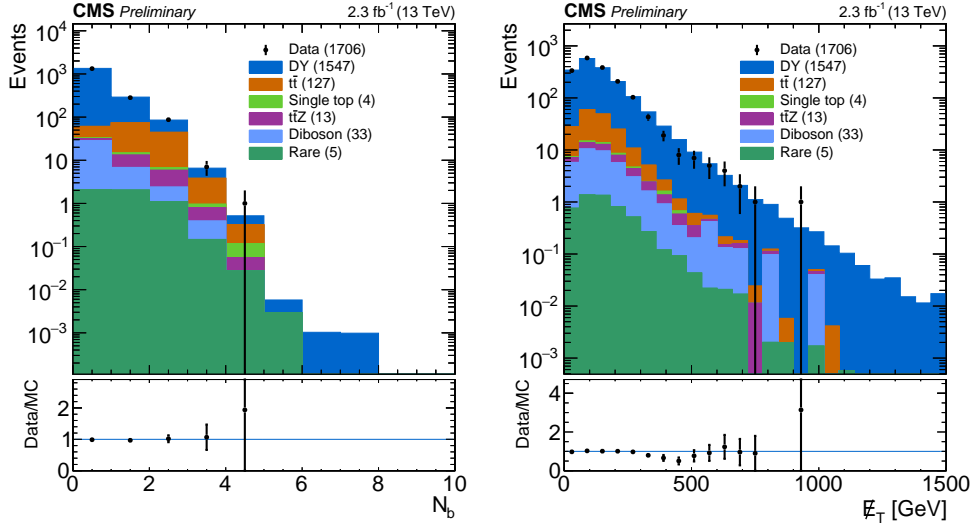 CMS Preliminary 2.3 fb⁻¹ (13 TeV)
Events
10⁴
10³
10²
10
1
10⁻¹
10⁻²
10⁻³
Data (1706)
DY (1547)
tt̄ (127)
Single top (4)
tt̄Z (13)
Diboson (33)
Rare (5)
Data/MC
2
1
0
0 2 4 6 8 10
N_b
CMS Preliminary 2.3 fb⁻¹ (13 TeV)
Events
10⁴
10³
10²
10
1
10⁻¹
10⁻²
10⁻³
Data (1706)
DY (1547)
tt̄ (127)
Single top (4)
tt̄Z (13)
Diboson (33)
Rare (5)
Data/MC
4
2
0
0 500 1000 1500
E̸_T [GeV]